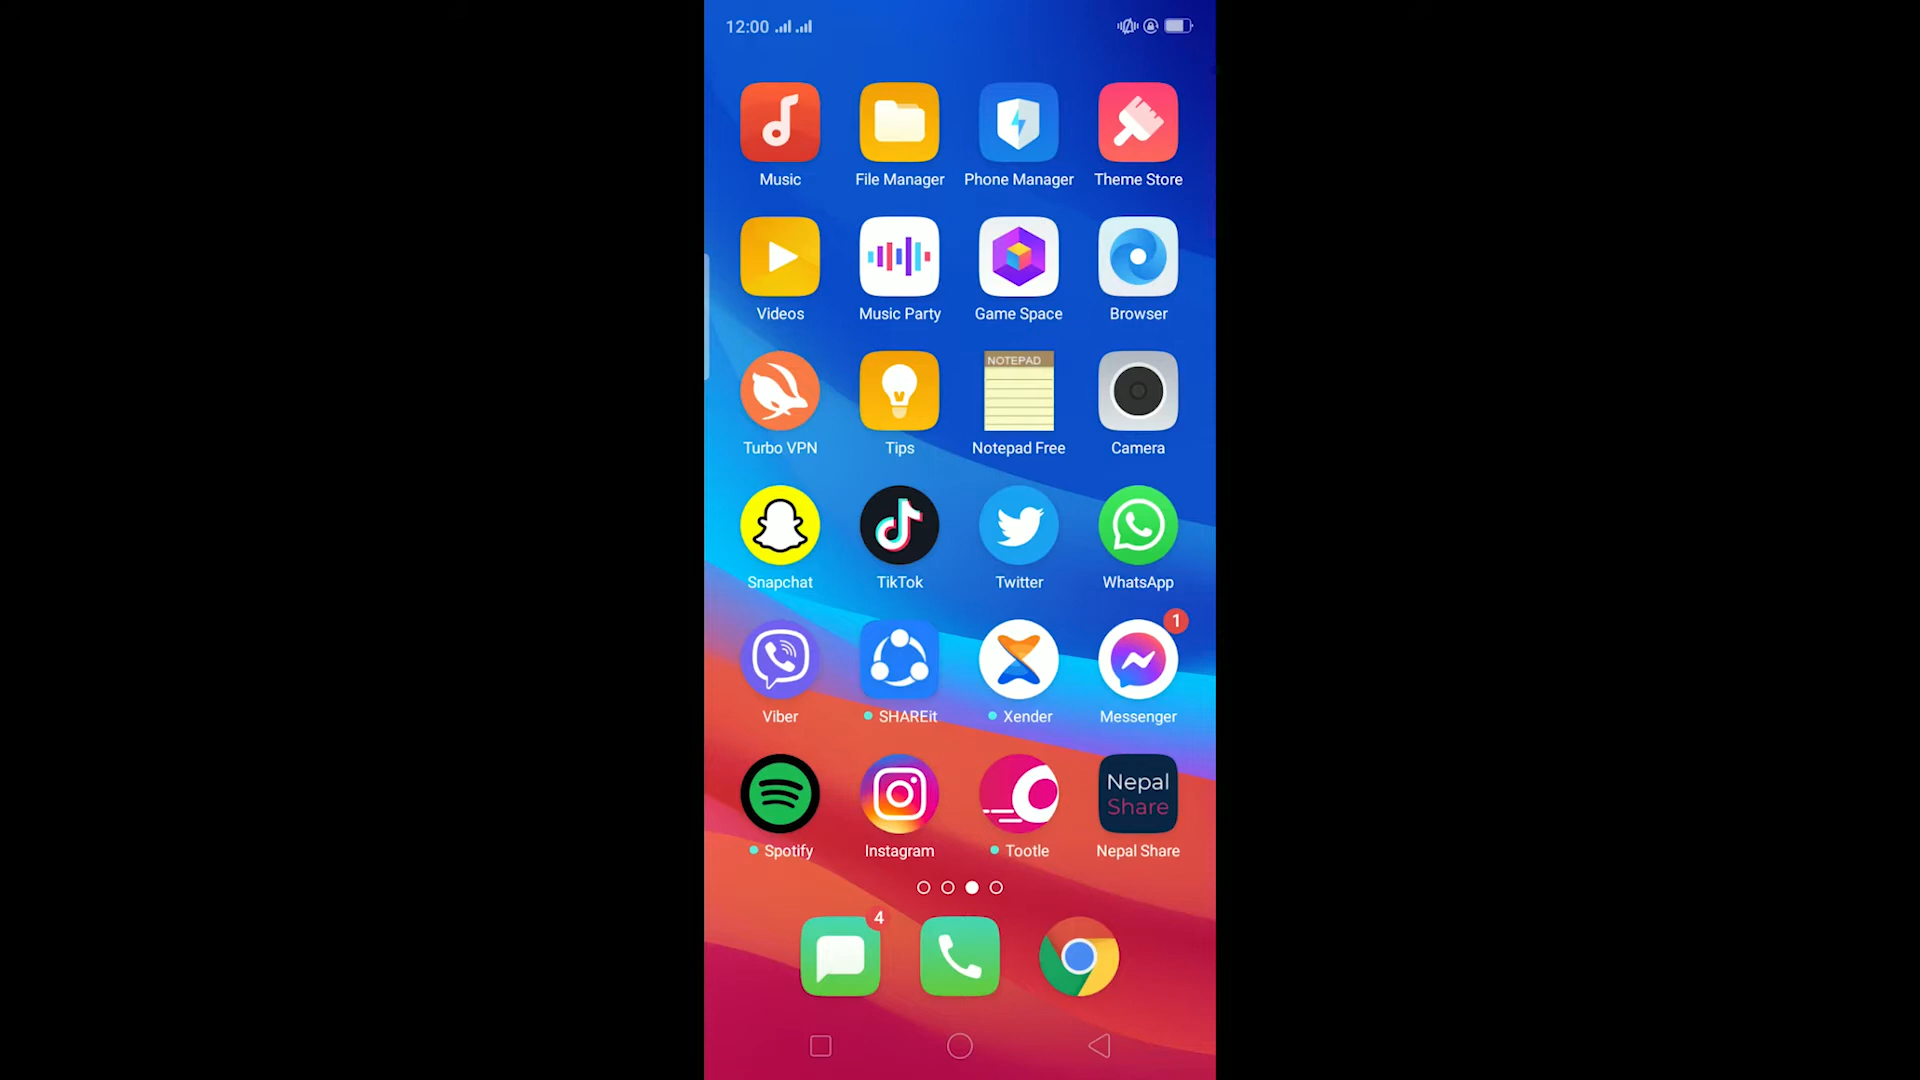 12:00
Music File Manager Phone Manager Theme Store
Videos Music Party Game Space Browser
NOTEPAD
Turbo VPN Tips Notepad Free Camera
Snapchat TikTok Twitter WhatsApp
1
Viber SHAREit Xender Messenger
Nepal
Share
Spotify Instagram Tootle Nepal Share
4